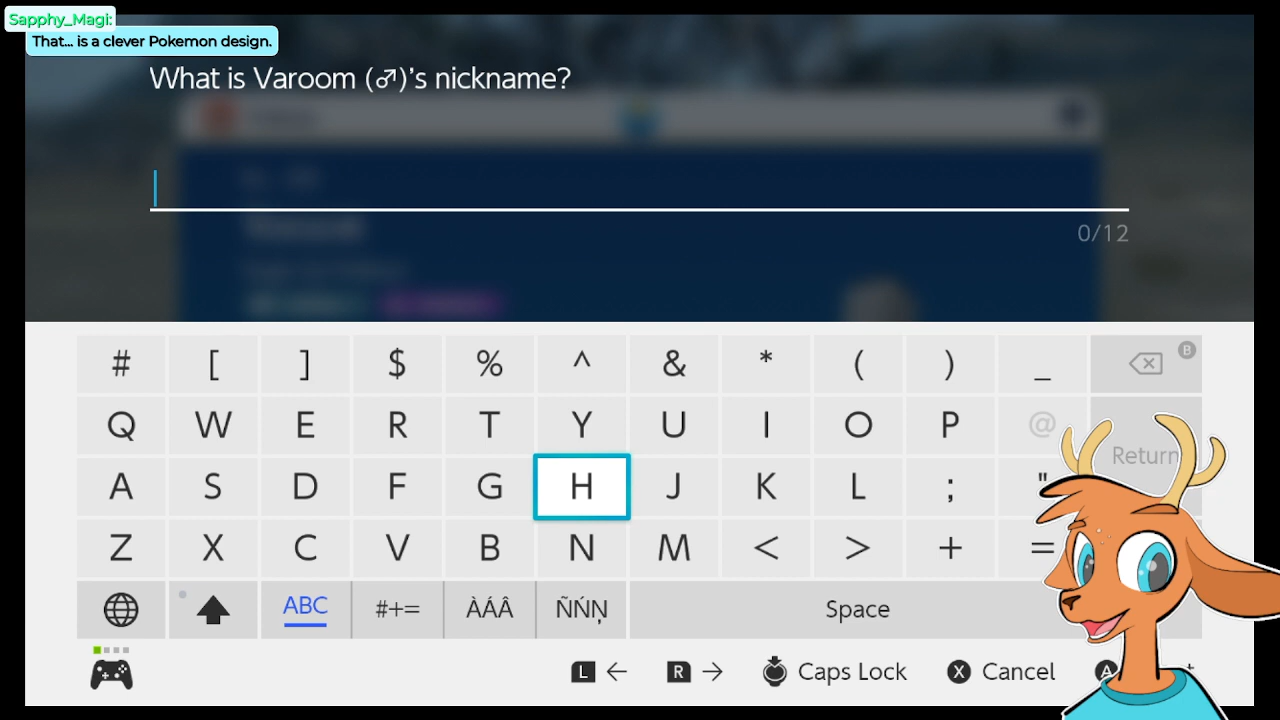 Sapphy_Magi:
That... is a clever Pokemon design.
What is Varoom (♂)'s nickname?
0/12
# [ ] $ % ^ & * ( ) _
B
Q W E R T Y U I O P @
Return
A S D F G H J K L ; "
Z X C V B N M < > + =
ABC #+= ÀÁÂ ÑŃŅ Space
L ← R → Caps Lock X Cancel A